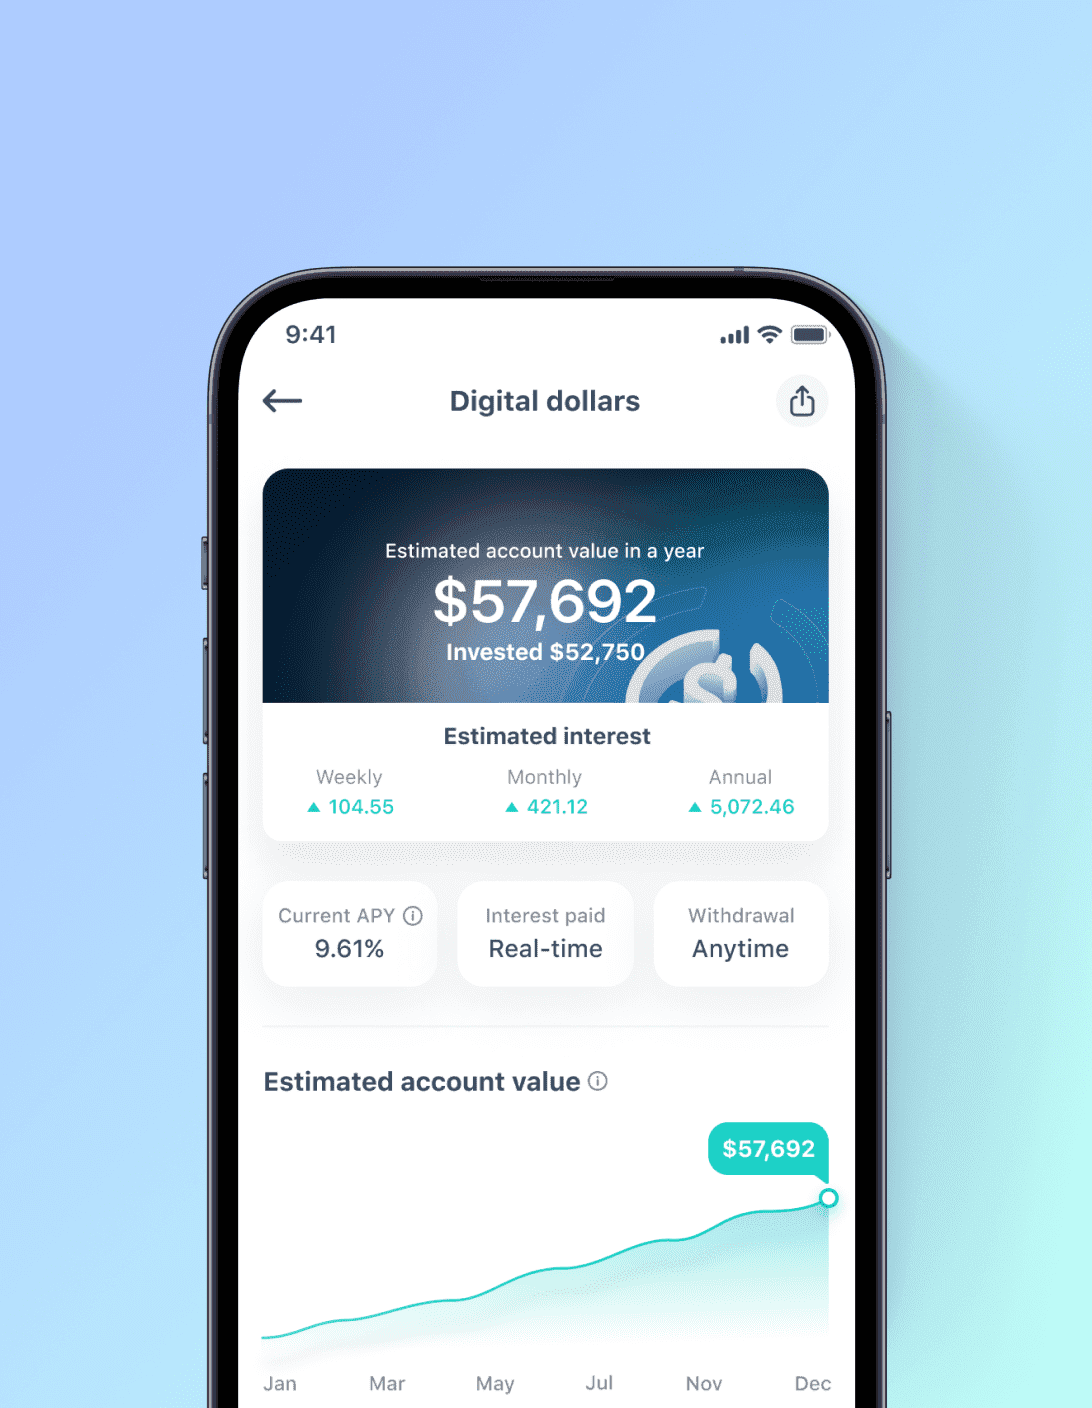 9:41
Digital dollars
Estimated account value in a year
$57,692
Invested $52,750
Estimated interest
Weekly Monthly Annual
▲ 104.55 ▲ 421.12 ▲ 5,072.46
Current APY Interest paid Withdrawal
9.61% Real-time Anytime
Estimated account value
$57,692
Jan Mar May Jul Nov Dec